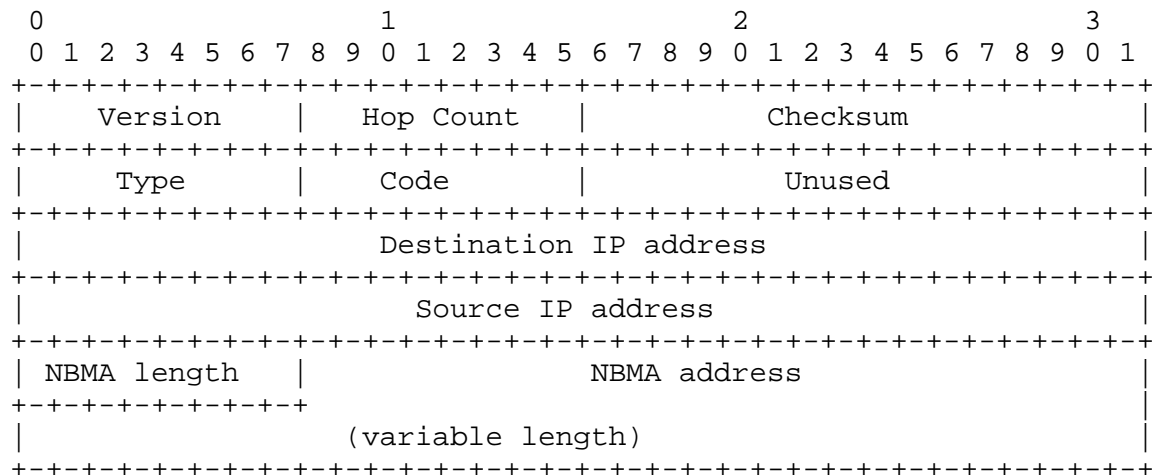 0                   1                   2                   3
 0 1 2 3 4 5 6 7 8 9 0 1 2 3 4 5 6 7 8 9 0 1 2 3 4 5 6 7 8 9 0 1
+-+-+-+-+-+-+-+-+-+-+-+-+-+-+-+-+-+-+-+-+-+-+-+-+-+-+-+-+-+-+-+-+
|    Version    |   Hop Count   |          Checksum             |
+-+-+-+-+-+-+-+-+-+-+-+-+-+-+-+-+-+-+-+-+-+-+-+-+-+-+-+-+-+-+-+-+
|     Type      |    Code       |           Unused              |
+-+-+-+-+-+-+-+-+-+-+-+-+-+-+-+-+-+-+-+-+-+-+-+-+-+-+-+-+-+-+-+-+
|                    Destination IP address                     |
+-+-+-+-+-+-+-+-+-+-+-+-+-+-+-+-+-+-+-+-+-+-+-+-+-+-+-+-+-+-+-+-+
|                      Source IP address                        |
+-+-+-+-+-+-+-+-+-+-+-+-+-+-+-+-+-+-+-+-+-+-+-+-+-+-+-+-+-+-+-+-+
| NBMA length   |                NBMA address                   |
+-+-+-+-+-+-+-+-+                                               |
|                  (variable length)                            |
+-+-+-+-+-+-+-+-+-+-+-+-+-+-+-+-+-+-+-+-+-+-+-+-+-+-+-+-+-+-+-+-+